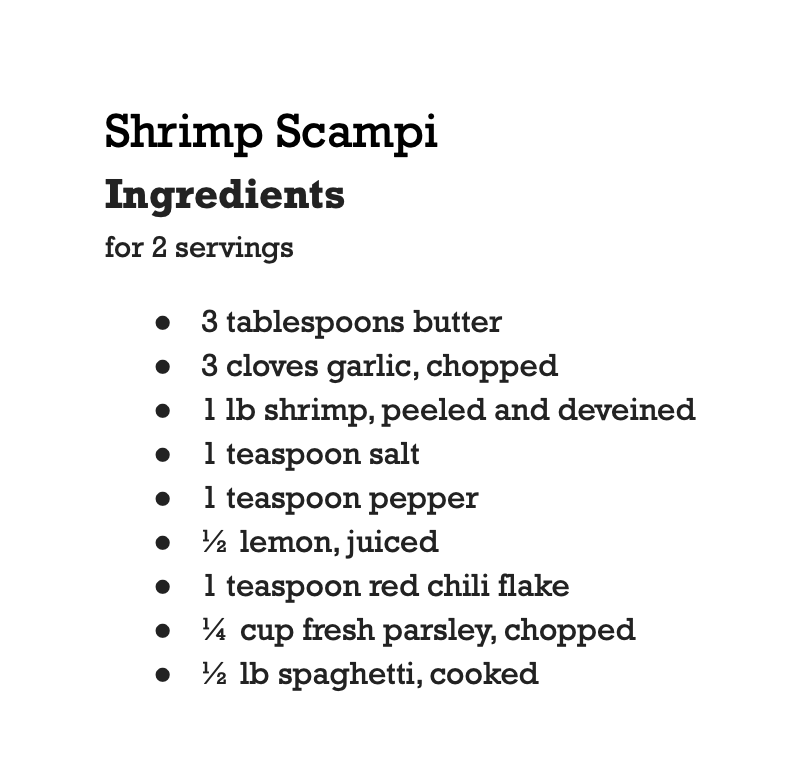 Shrimp Scampi
Ingredients
for 2 servings
● 3 tablespoons butter
● 3 cloves garlic, chopped
● 1 lb shrimp, peeled and deveined
● 1 teaspoon salt
● 1 teaspoon pepper
● ½ lemon, juiced
● 1 teaspoon red chili flake
● ¼ cup fresh parsley, chopped
● ½ lb spaghetti, cooked